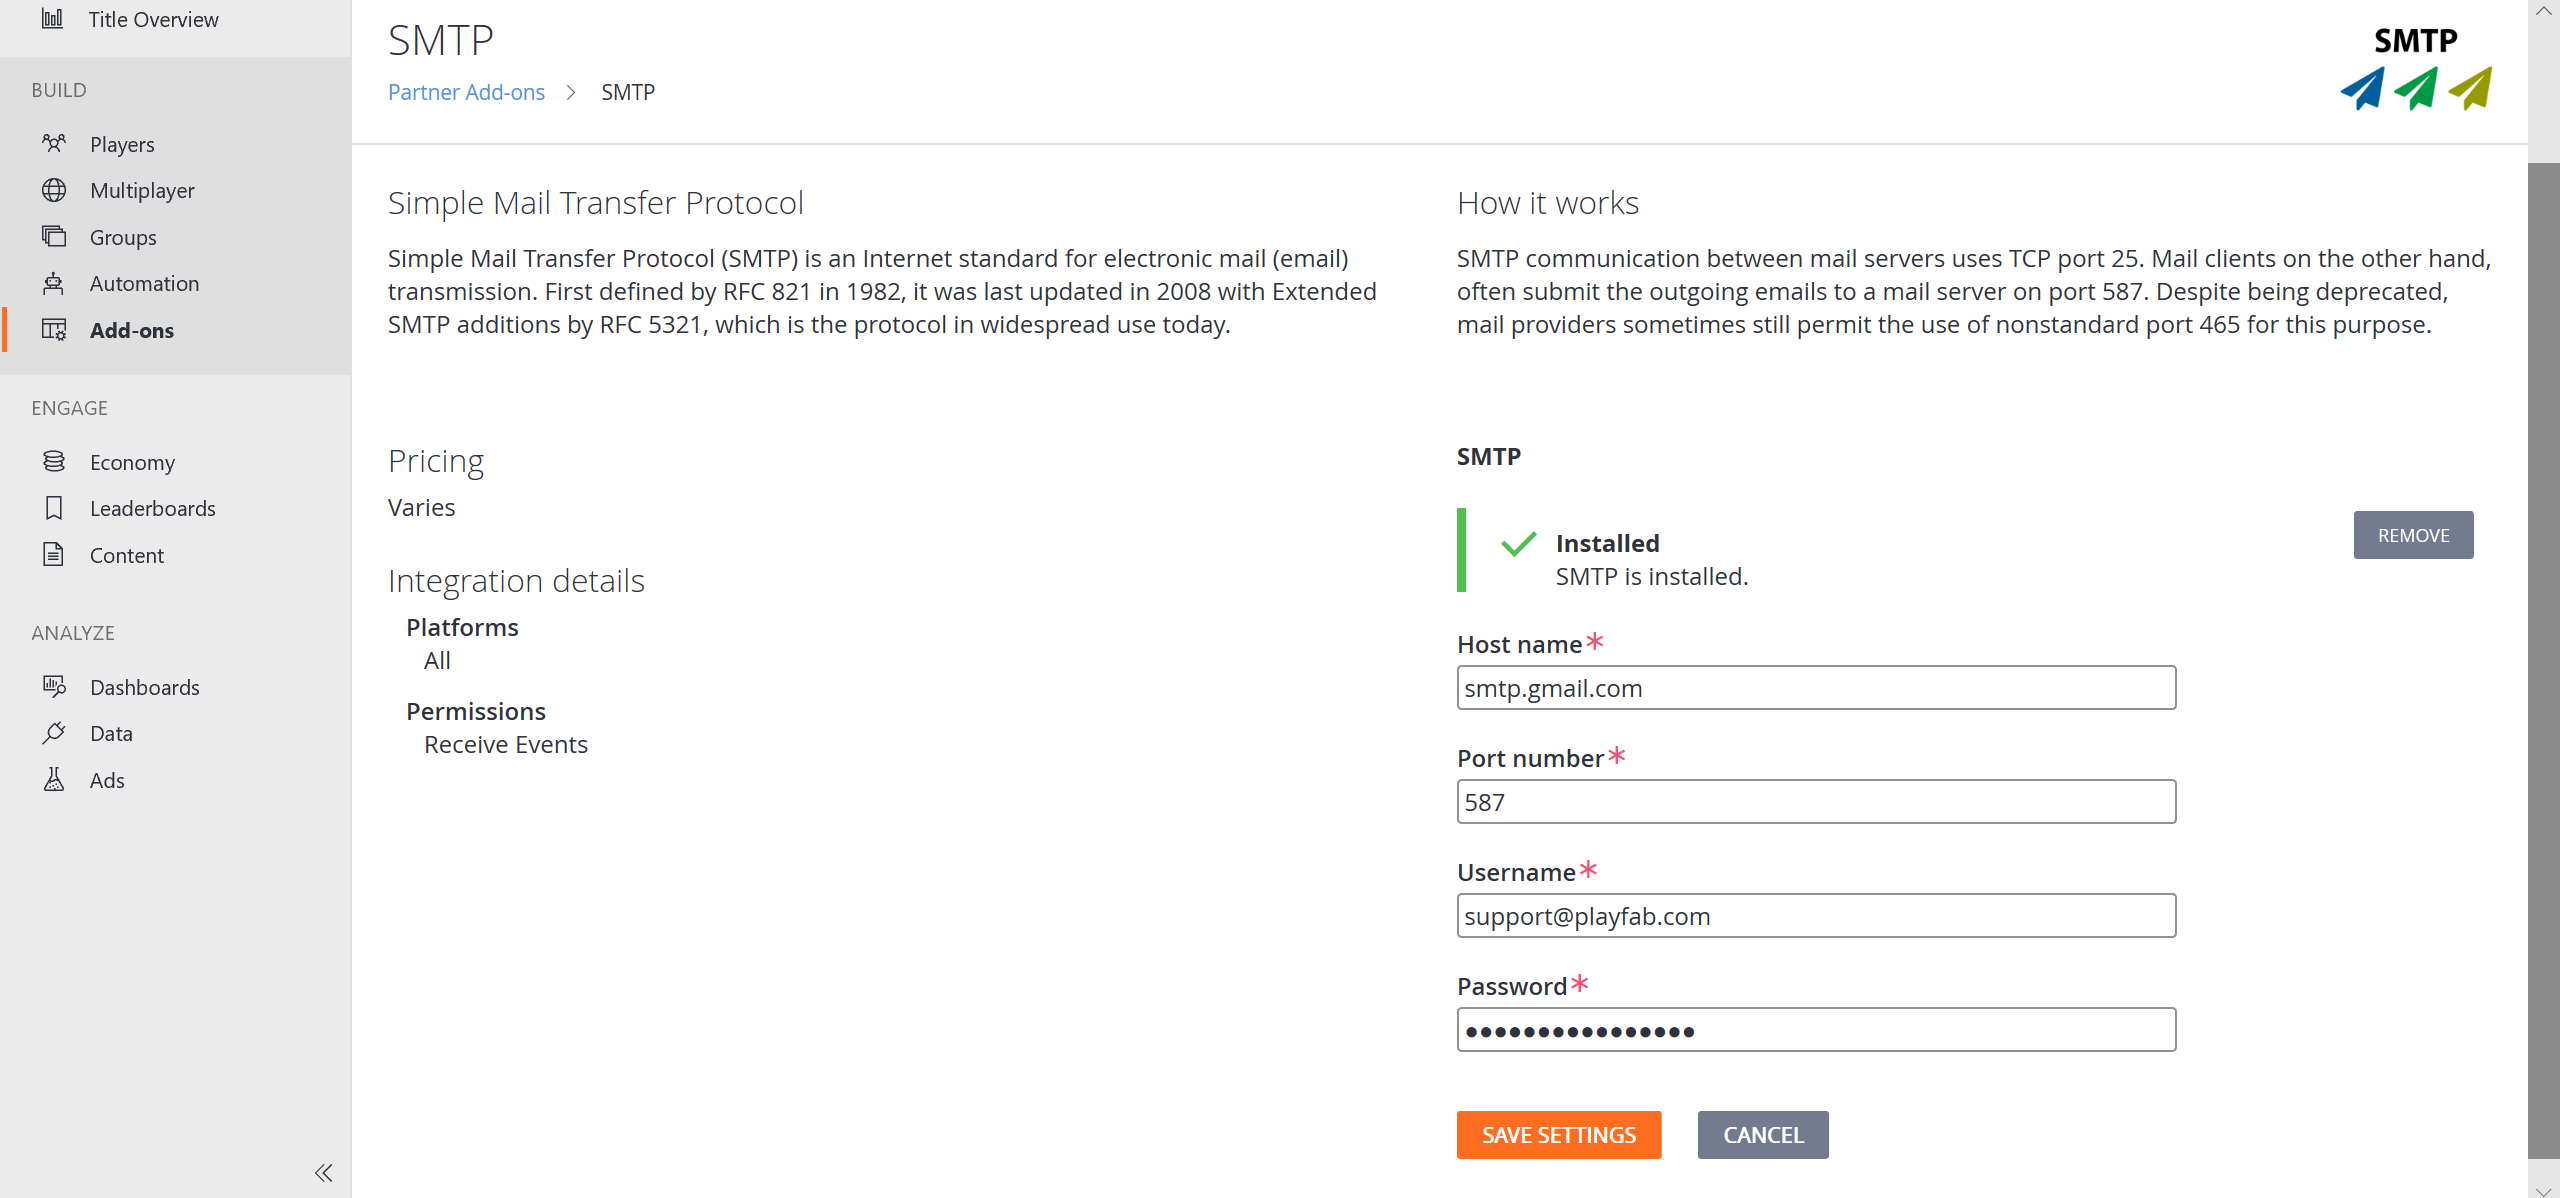 Title Overview
BUILD
Players
Multiplayer
Groups
Automation
Add-ons
ENGAGE
Economy
Leaderboards
Content
ANALYZE
Dashboards
Data
Ads
SMTP
Partner Add-ons > SMTP
SMTP
Simple Mail Transfer Protocol
Simple Mail Transfer Protocol (SMTP) is an Internet standard for electronic mail (email)
transmission. First defined by RFC 821 in 1982, it was last updated in 2008 with Extended
SMTP additions by RFC 5321, which is the protocol in widespread use today.
How it works
SMTP communication between mail servers uses TCP port 25. Mail clients on the other hand,
often submit the outgoing emails to a mail server on port 587. Despite being deprecated,
mail providers sometimes still permit the use of nonstandard port 465 for this purpose.
Pricing
Varies
Integration details
Platforms
All
Permissions
Receive Events
SMTP
Installed
SMTP is installed.
REMOVE
Host name*
smtp.gmail.com
Port number*
587
Username*
support@playfab.com
Password*
••••••••••••••••
SAVE SETTINGS
CANCEL